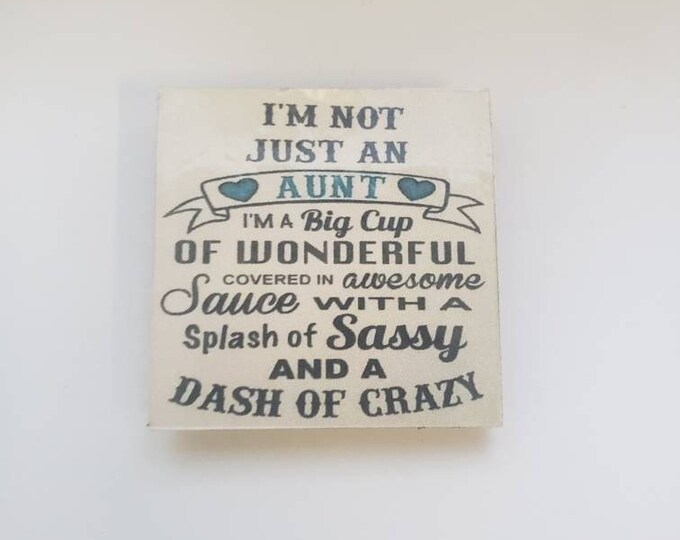 I'M NOT
JUST AN
AUNT
I'M A Big Cup
OF WONDERFUL
COVERED IN awesome
Sauce WITH A
Splash of Sassy
AND A
DASH OF CRAZY